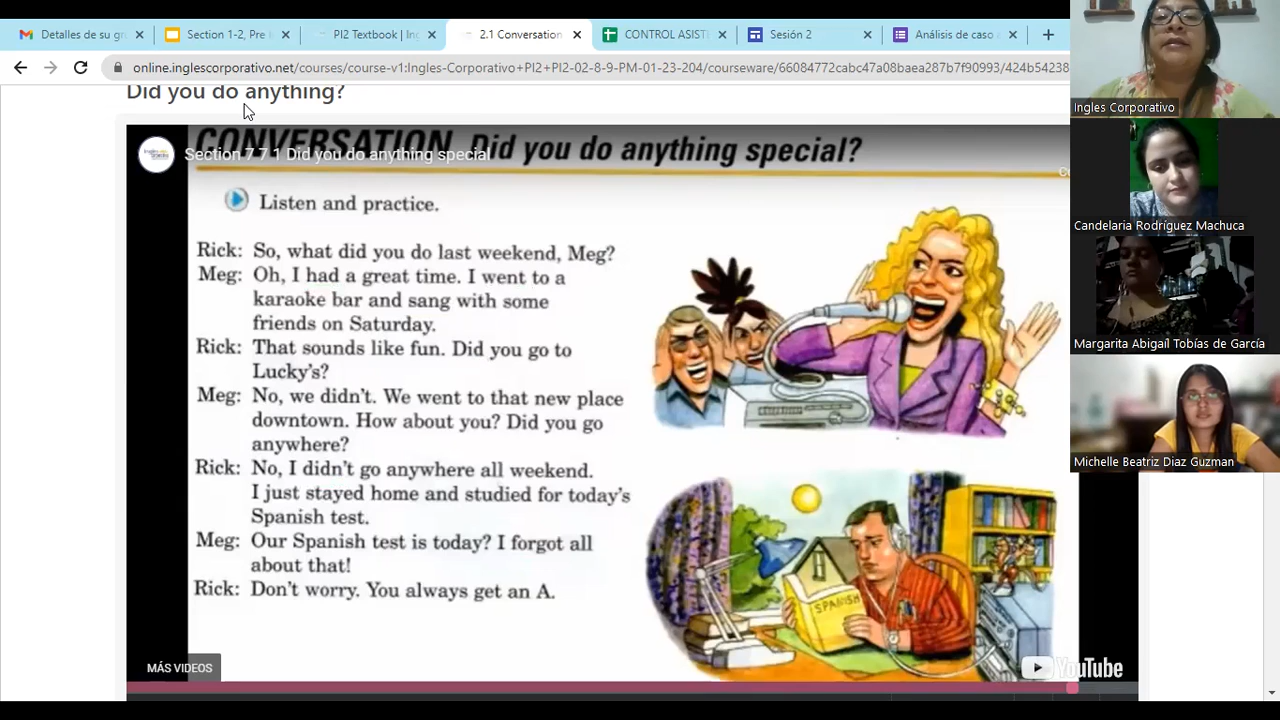 Detalles de su gr
Section 1-2, Pre I
PI2 Textbook | In
2.1 Conversation
CONTROL ASIST
Sesión 2
Análisis de caso
online.inglescorporativo.net/courses/course-v1:Ingles-Corporativo+PI2+PI2-02-8-9-PM-01-23-204/courseware/66084772cabc47a08baea287b7f90993/424b54238
Did you do anything?
CONVERSATION Did you do anything special?
Section 7 7 1 Did you do anything special
Listen and practice.
Rick: So, what did you do last weekend, Meg?
Meg: Oh, I had a great time. I went to a
karaoke bar and sang with some
friends on Saturday.
Rick: That sounds like fun. Did you go to
Lucky's?
Meg: No, we didn't. We went to that new place
downtown. How about you? Did you go
anywhere?
Rick: No, I didn't go anywhere all weekend.
I just stayed home and studied for today's
Spanish test.
Meg: Our Spanish test is today? I forgot all
about that!
Rick: Don't worry. You always get an A.
SPANISH
MÁS VIDEOS
YouTube
Ingles Corporativo
Candelaria Rodríguez Machuca
Margarita Abigaíl Tobías de García
Michelle Beatriz Diaz Guzman